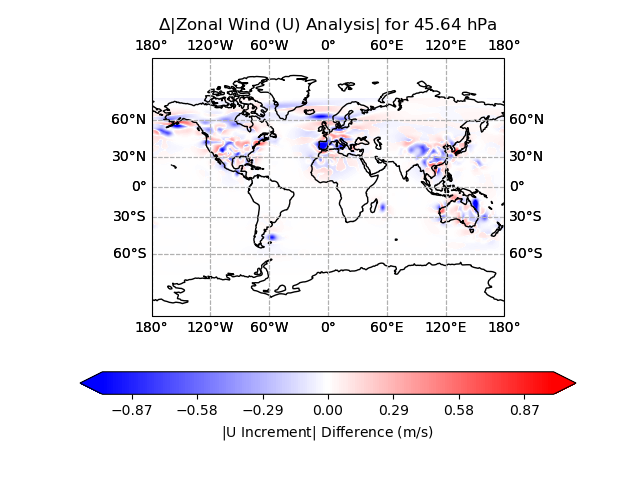 Δ|Zonal Wind (U) Analysis| for 45.64 hPa
180° 120°W 60°W 0° 60°E 120°E 180°
60°N 60°N
30°N 30°N
0° 0°
30°S 30°S
60°S 60°S
180° 120°W 60°W 0° 60°E 120°E 180°
−0.87 −0.58 −0.29 0.00 0.29 0.58 0.87
|U Increment| Difference (m/s)